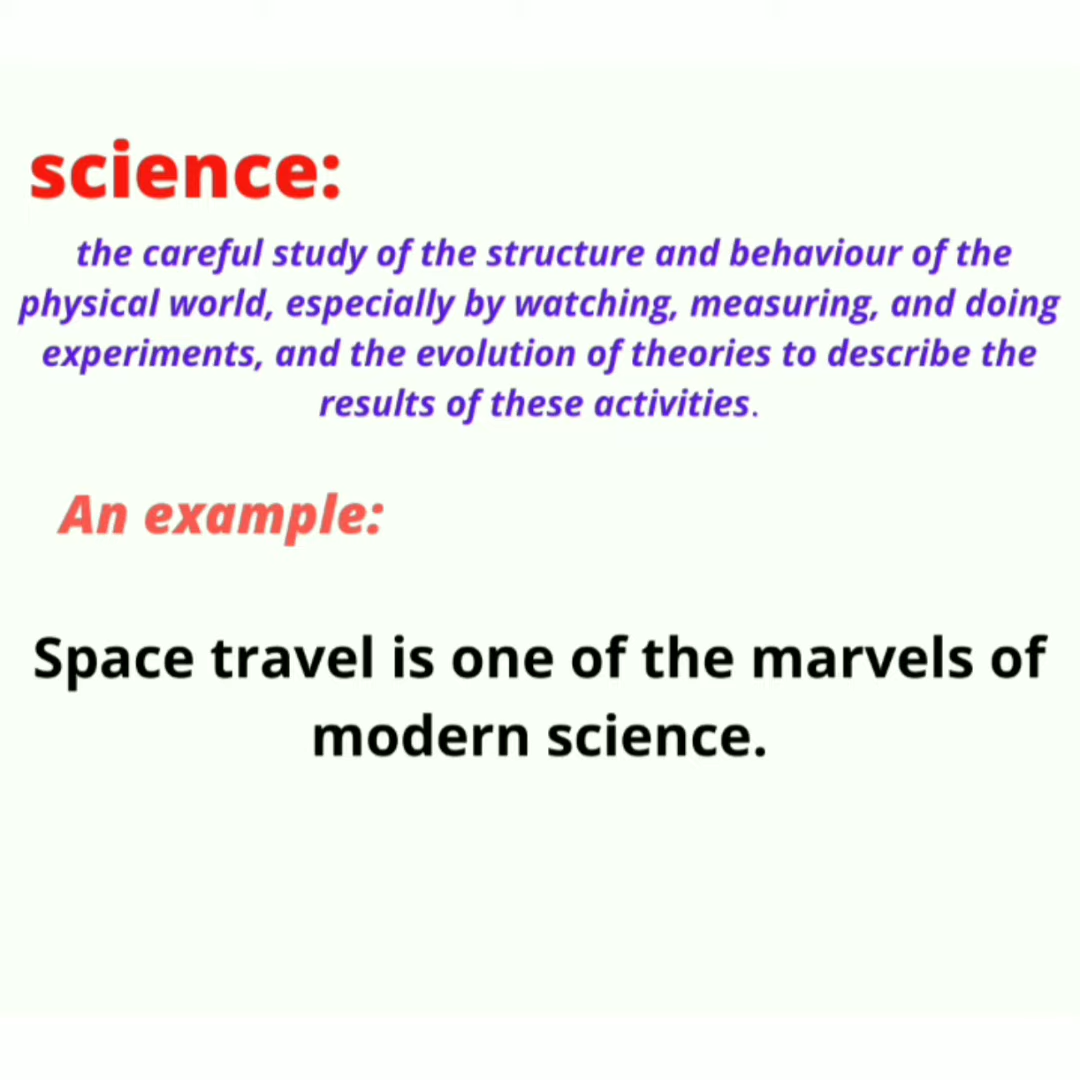 science:
the careful study of the structure and behaviour of the
physical world, especially by watching, measuring, and doing
experiments, and the evolution of theories to describe the
results of these activities.
An example:
Space travel is one of the marvels of
modern science.